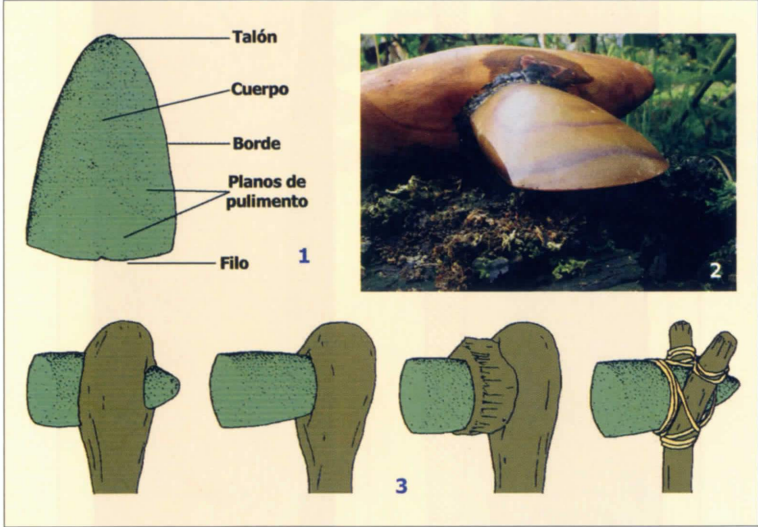 Talón
Cuerpo
Borde
Planos de
pulimento
Filo
1
2
3